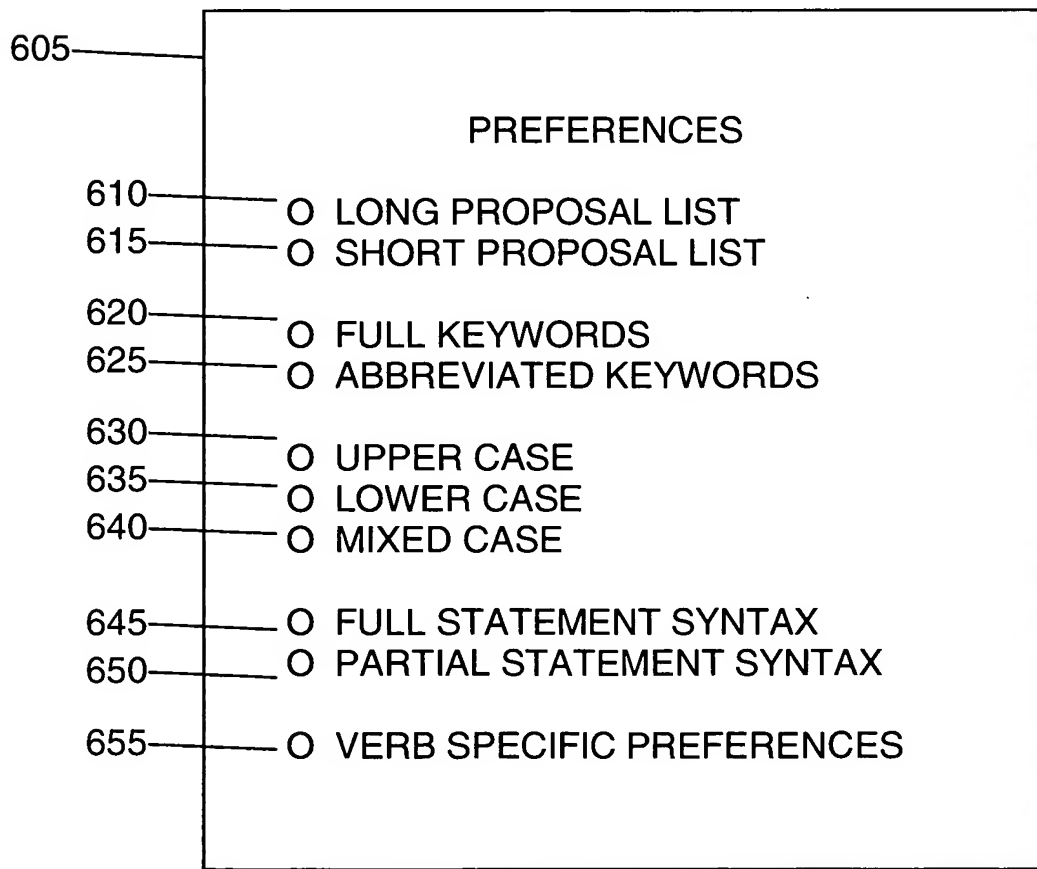 605
PREFERENCES
610 O LONG PROPOSAL LIST
615 O SHORT PROPOSAL LIST
620 O FULL KEYWORDS
625 O ABBREVIATED KEYWORDS
630 O UPPER CASE
635 O LOWER CASE
640 O MIXED CASE
645 O FULL STATEMENT SYNTAX
650 O PARTIAL STATEMENT SYNTAX
655 O VERB SPECIFIC PREFERENCES